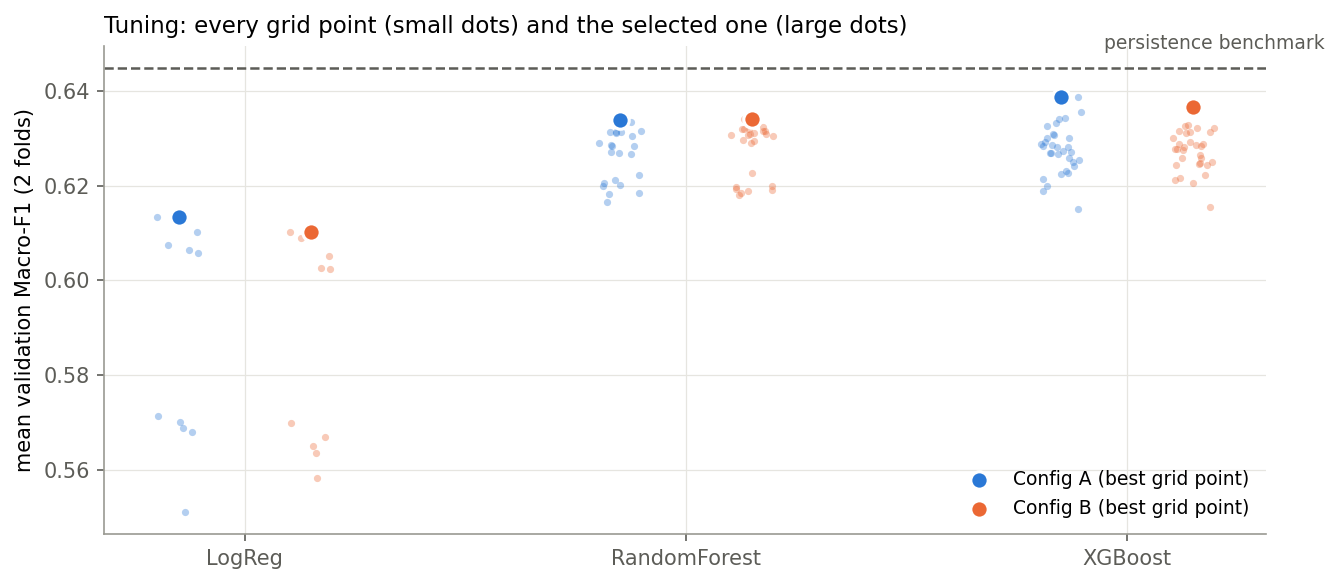 Tuning: every grid point (small dots) and the selected one (large dots)
persistence benchmark
mean validation Macro-F1 (2 folds)
0.64
0.62
0.60
0.58
0.56
Config A (best grid point)
Config B (best grid point)
LogReg
RandomForest
XGBoost